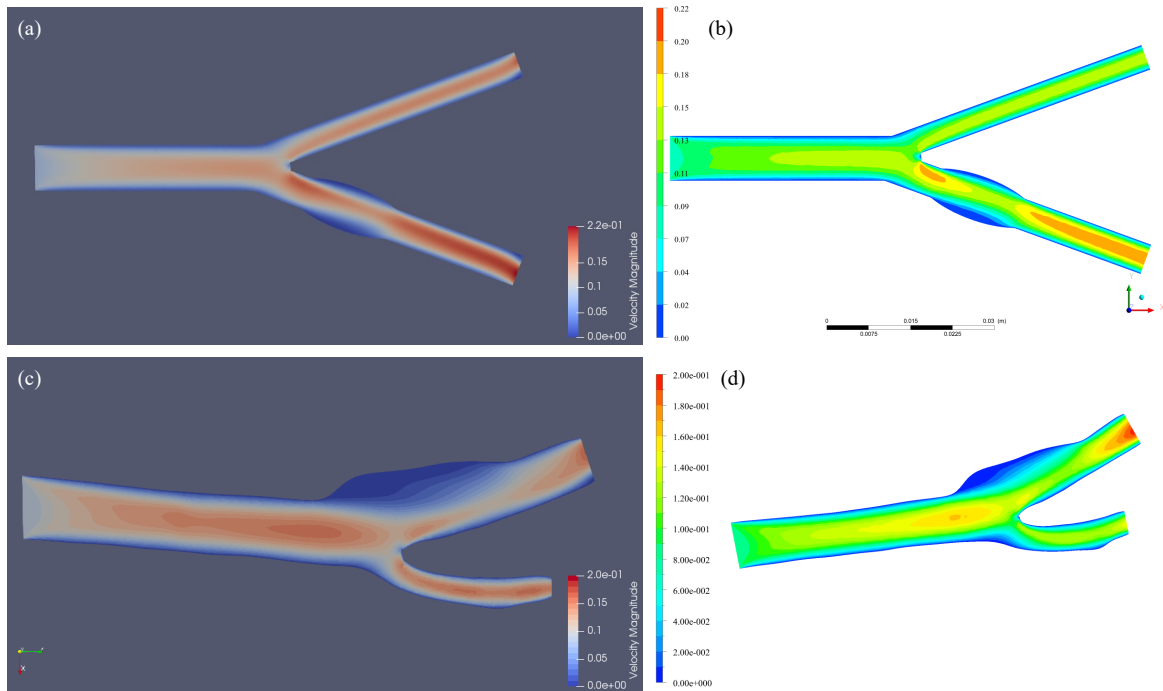 (a)
2.2e-01
0.15
0.1
0.05
0.0e+00
Velocity Magnitude
0.22
0.20
0.18
0.15
0.13
0.11
0.09
0.07
0.04
0.02
0.00
(b)
Y
X
0
0.015
0.03 (m)
0.0075
0.0225
(c)
2.0e-01
0.15
0.1
0.05
0.0e+00
Velocity Magnitude
X
2.00e-001
1.80e-001
1.60e-001
1.40e-001
1.20e-001
1.00e-001
8.00e-002
6.00e-002
4.00e-002
2.00e-002
0.00e+000
(d)